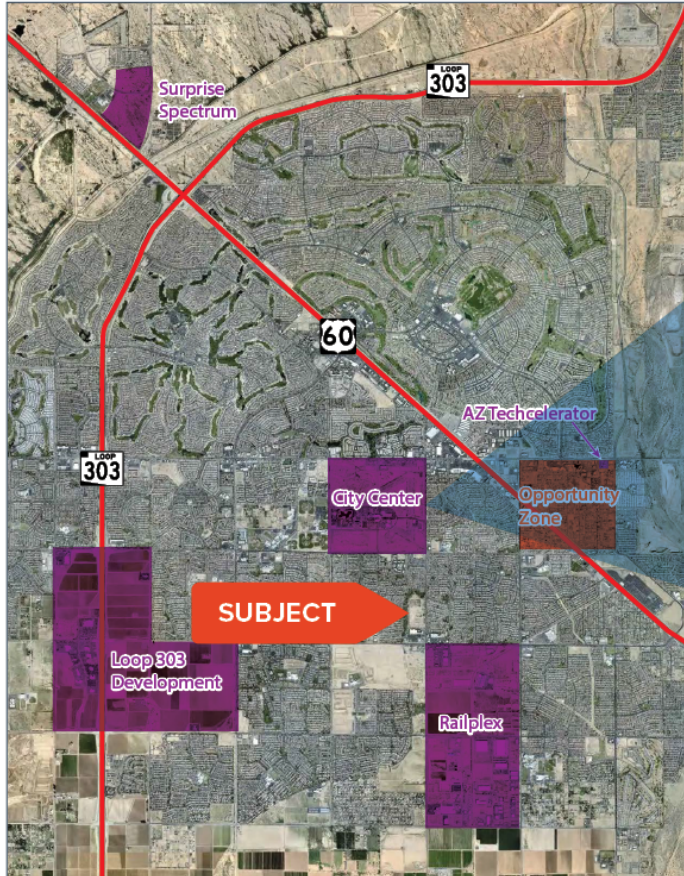 LOOP
303
Surprise
Spectrum
60
AZ Techcelerator
LOOP
303
City Center
Opportunity
Zone
SUBJECT
Loop 303
Development
Railplex